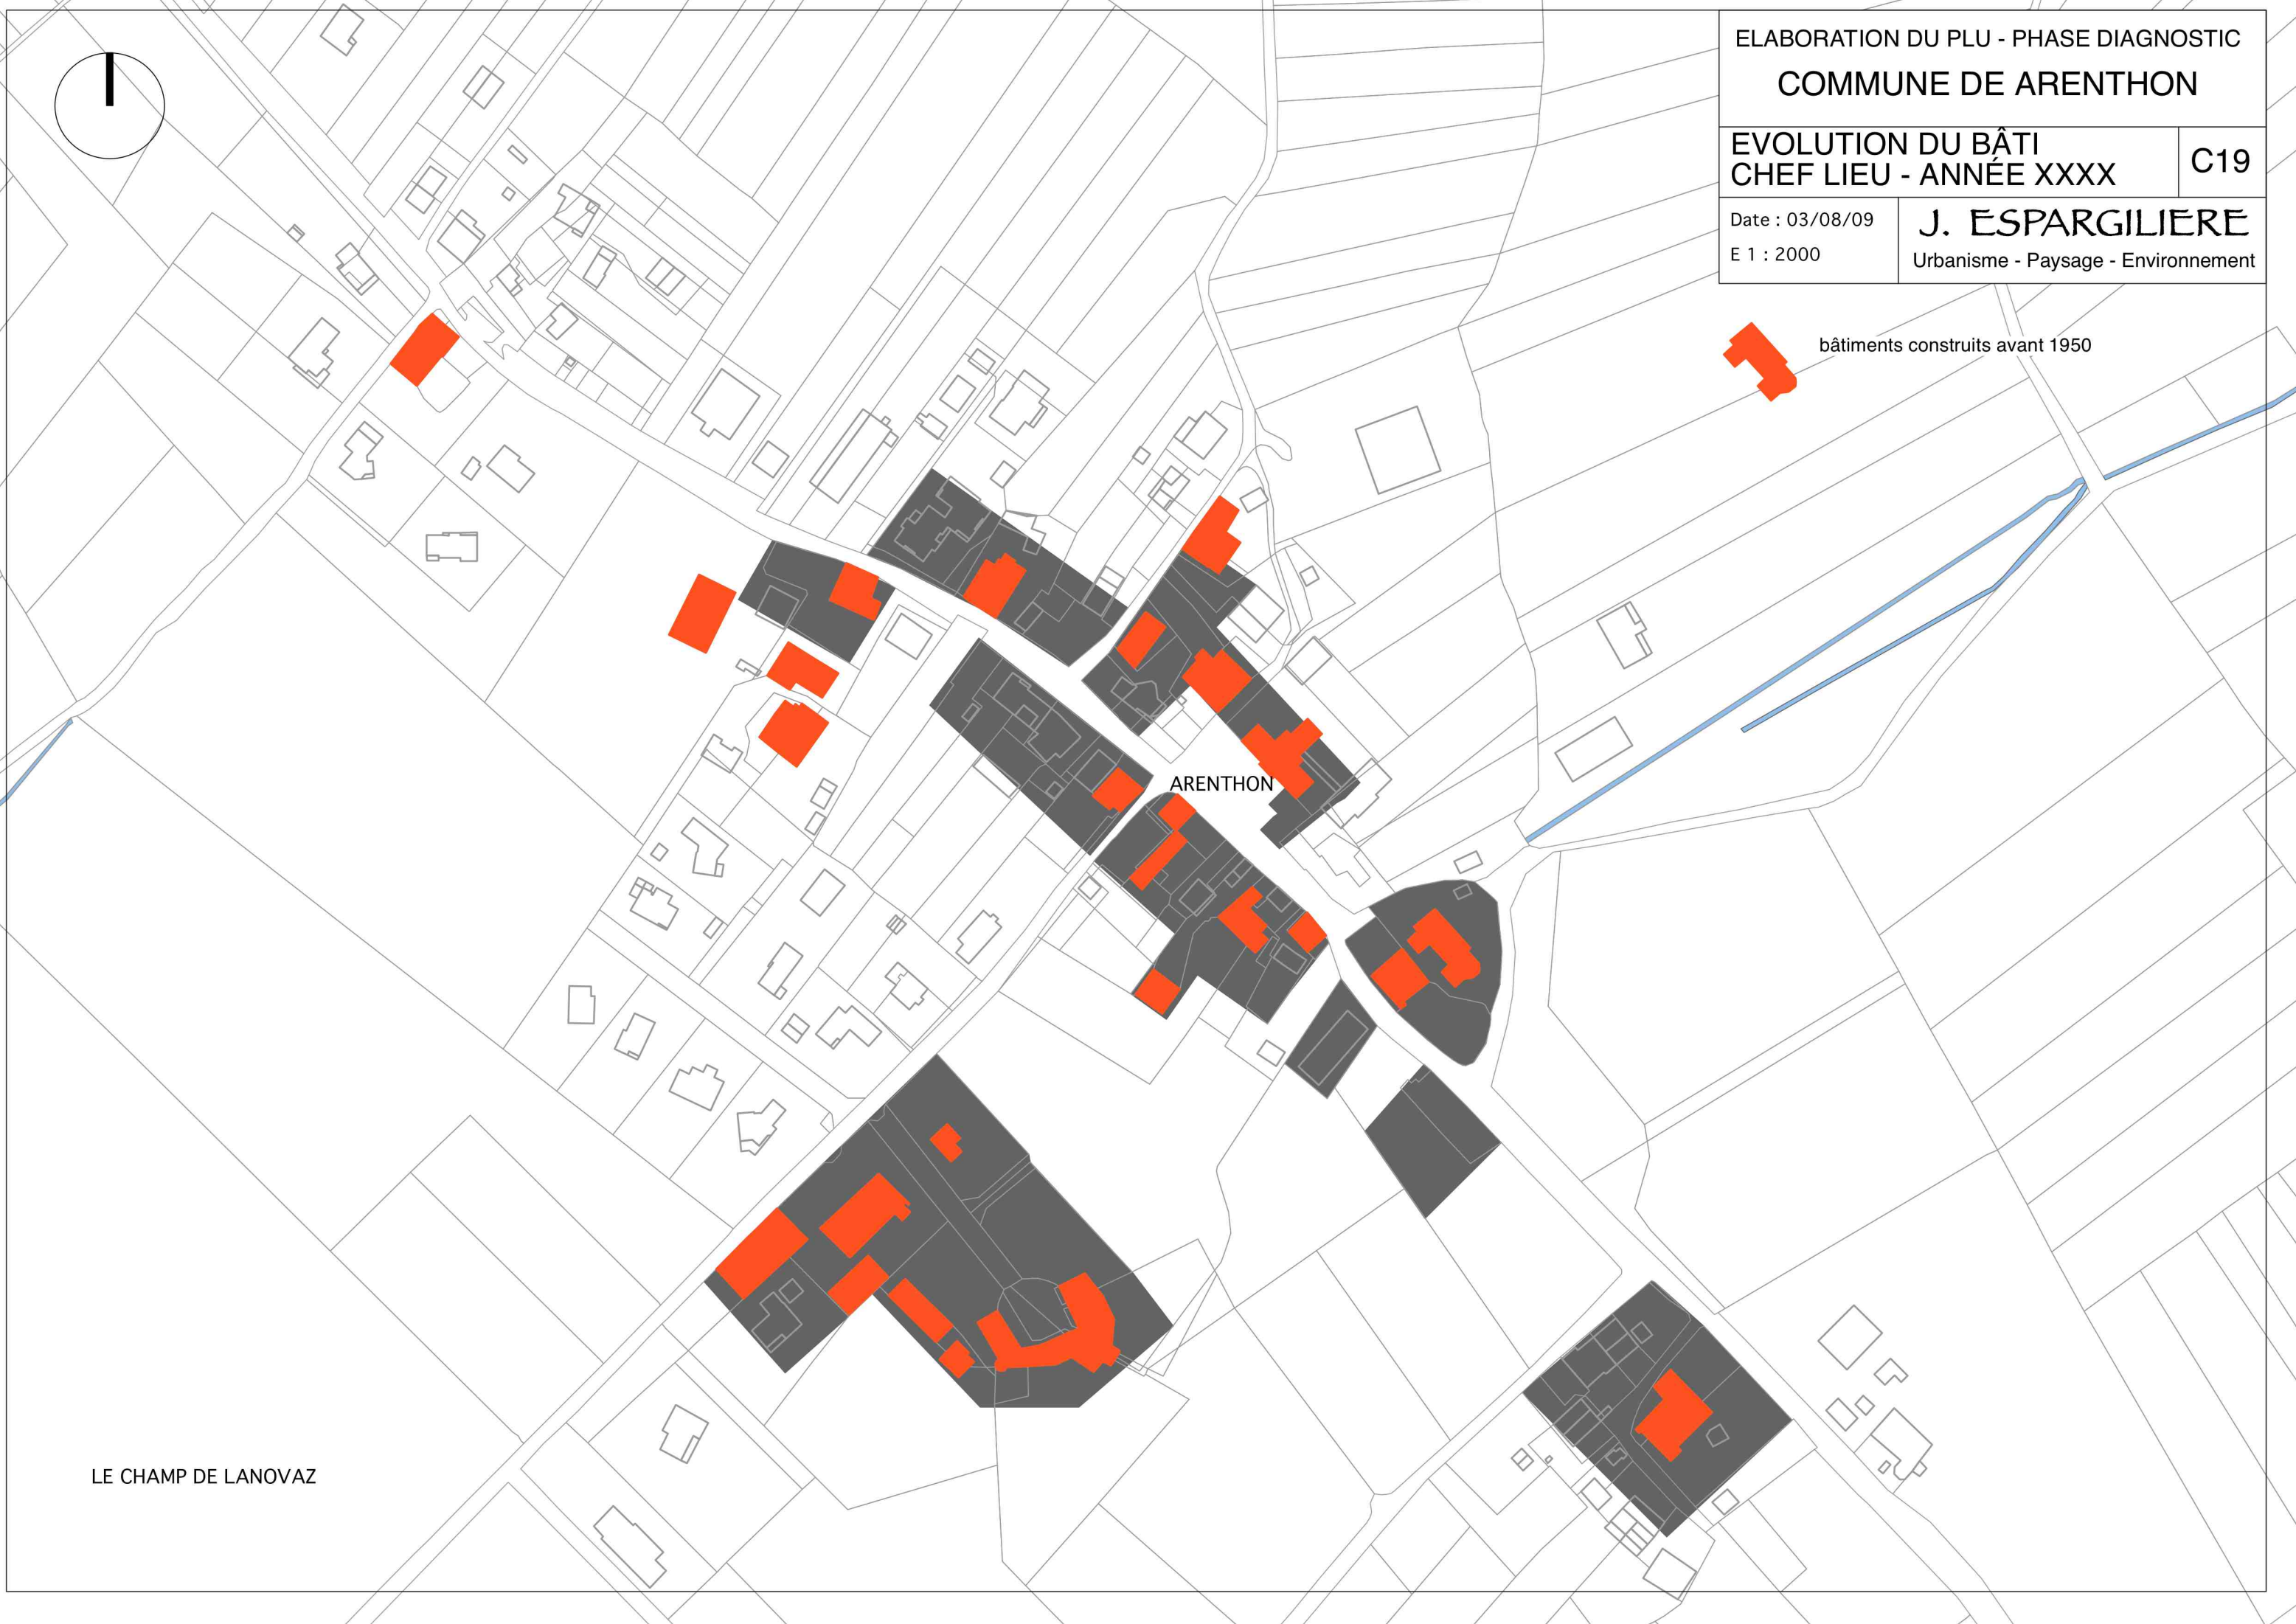 ELABORATION DU PLU - PHASE DIAGNOSTIC
COMMUNE DE ARENTHON
EVOLUTION DU BÂTI
CHEF LIEU - ANNÉE XXXX
C19
Date : 03/08/09
E 1 : 2000
J. ESPARGILIERE
Urbanisme - Paysage - Environnement
bâtiments construits avant 1950
ARENTHON
LE CHAMP DE LANOVAZ